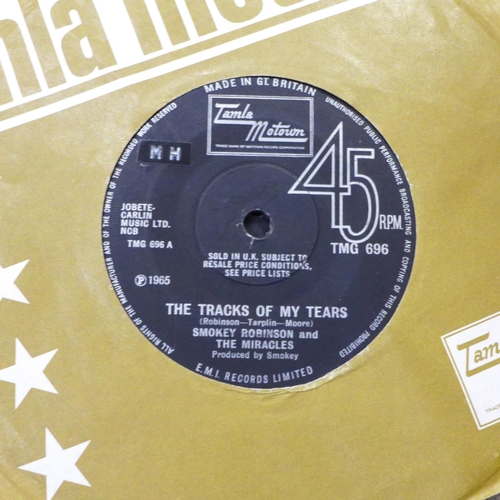 mla mot
MADE IN GT. BRITAIN
UNAUTHORISED PUBLIC PERFORMANCE BROADCASTING AND COPYING OF THIS RECORD PROHIBITED
ALL RIGHTS OF THE MANUFACTURER AND OF THE OWNER OF THE RECORDED WORK RESERVED
Tamla
Motown
TRADE MARK OF MOTOWN RECORD CORPORATION
M H
45
R.P.M.
JOBETE-
CARLIN
MUSIC LTD.
NCB
TMG 696 A
TMG 696
SOLD IN U.K. SUBJECT TO
RESALE PRICE CONDITIONS,
SEE PRICE LISTS
℗ 1965
THE TRACKS OF MY TEARS
(Robinson—Tarplin—Moore)
SMOKEY ROBINSON and
THE MIRACLES
Produced by Smokey
E.M.I. RECORDS LIMITED
Tamla